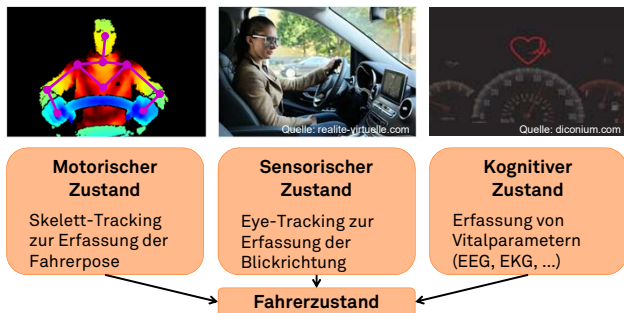 Quelle: realite-virtuelle.com
Quelle: diconium.com
Motorischer
Zustand
Skelett-Tracking
zur Erfassung der
Fahrerpose
Sensorischer
Zustand
Eye-Tracking zur
Erfassung der
Blickrichtung
Kognitiver
Zustand
Erfassung von
Vitalparametern
(EEG, EKG, ...)
Fahrerzustand